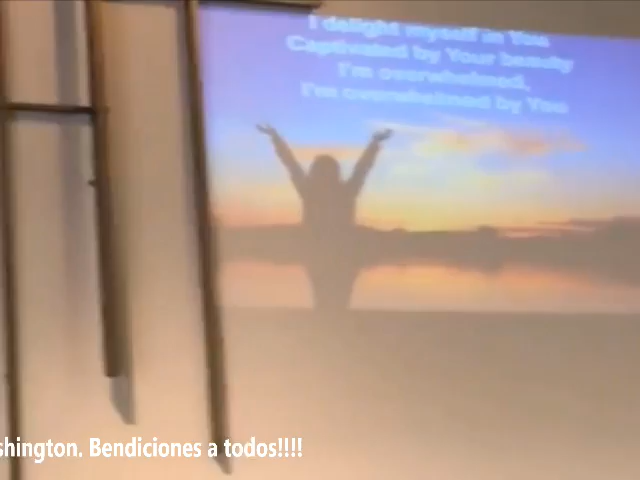 I delight myself in You
Captivated by Your beauty
I'm overwhelmed,
I'm overwhelmed by You
shington. Bendiciones a todos!!!!